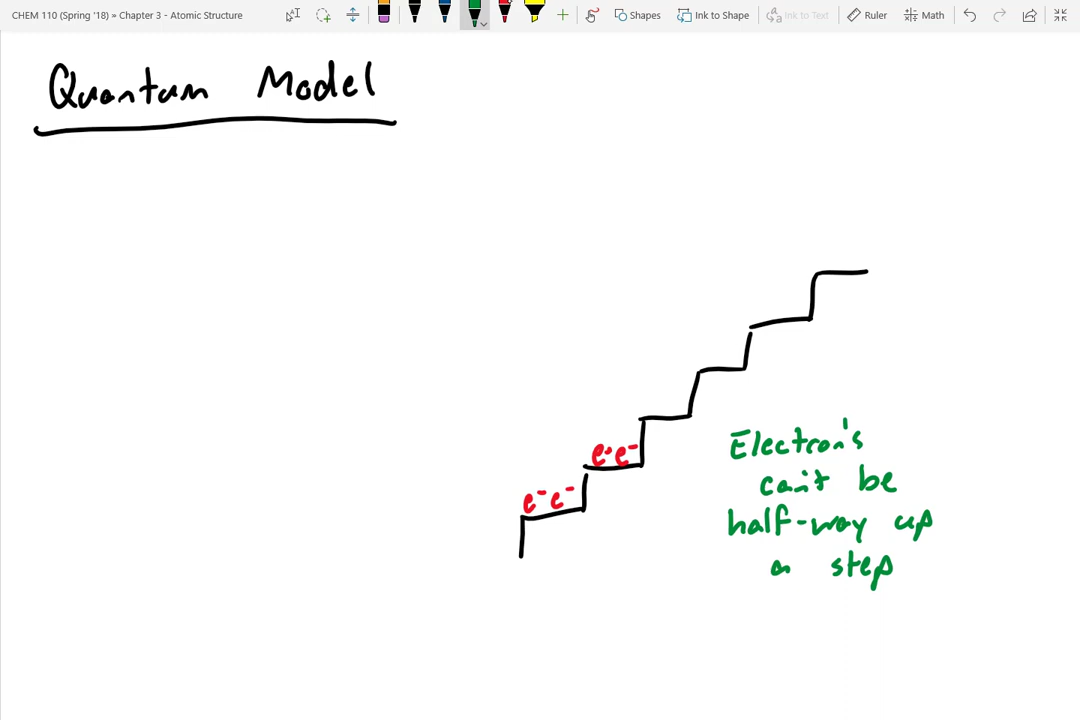 CHEM 110 (Spring '18) » Chapter 3 - Atomic Structure
Shapes
Ink to Shape
Ink to Text
Ruler
Math
Quantum Model
e⁻ e⁻
e⁻ e⁻
Electron's
can't be
half-way up
a step